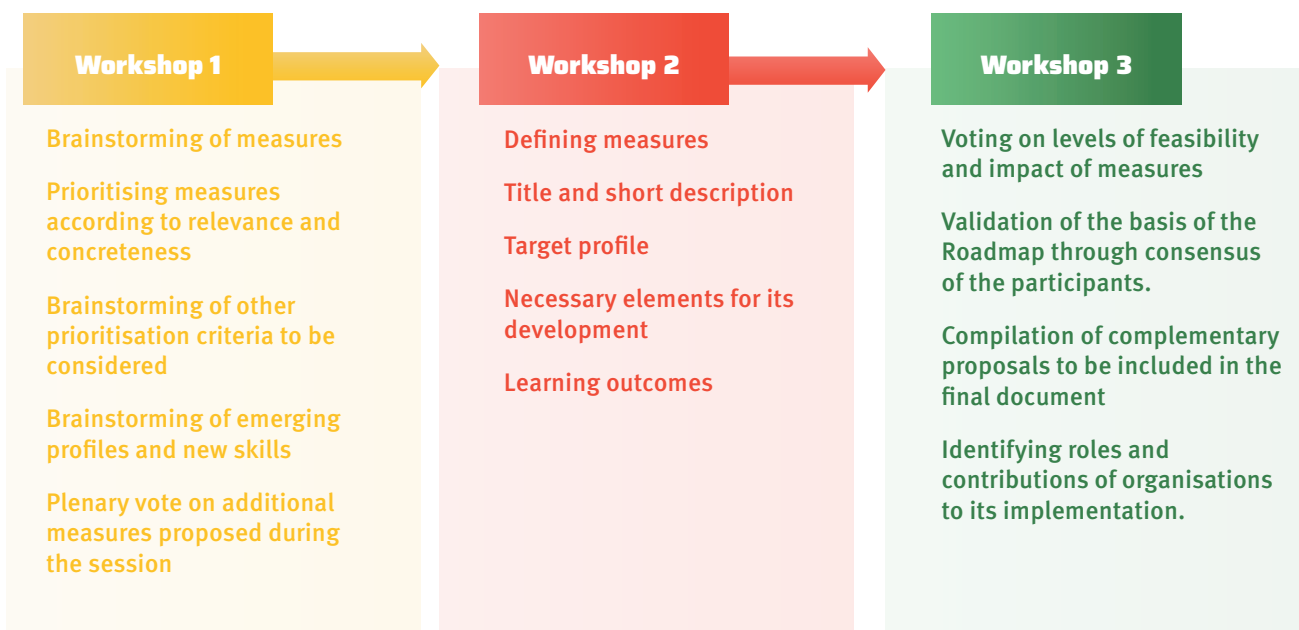 Workshop 1
Brainstorming of measures
Prioritising measures
according to relevance and
concreteness
Brainstorming of other
prioritisation criteria to be
considered
Brainstorming of emerging
profiles and new skills
Plenary vote on additional
measures proposed during
the session
Workshop 2
Defining measures
Title and short description
Target profile
Necessary elements for its
development
Learning outcomes
Workshop 3
Voting on levels of feasibility
and impact of measures
Validation of the basis of the
Roadmap through consensus
of the participants.
Compilation of complementary
proposals to be included in the
final document
Identifying roles and
contributions of organisations
to its implementation.